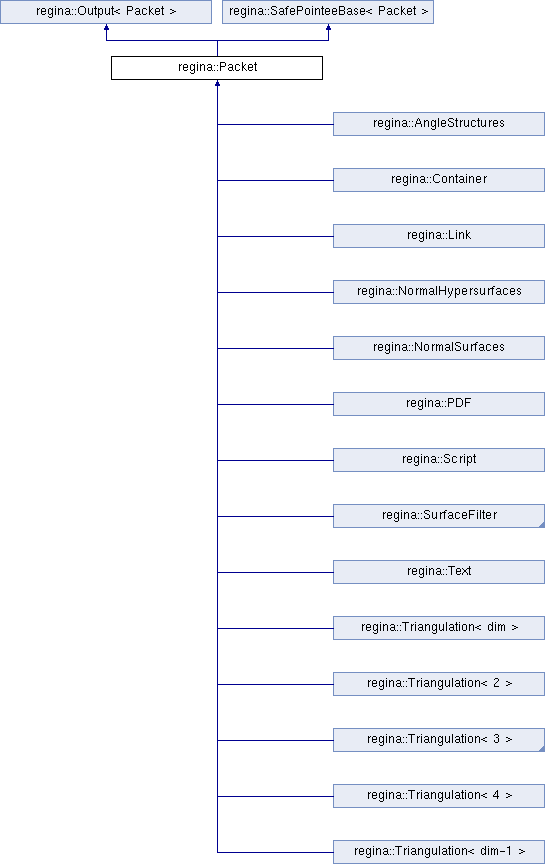 regina::Output< Packet >
regina::SafePointeeBase< Packet >
regina::Packet
regina::AngleStructures
regina::Container
regina::Link
regina::NormalHypersurfaces
regina::NormalSurfaces
regina::PDF
regina::Script
regina::SurfaceFilter
regina::Text
regina::Triangulation< dim >
regina::Triangulation< 2 >
regina::Triangulation< 3 >
regina::Triangulation< 4 >
regina::Triangulation< dim-1 >